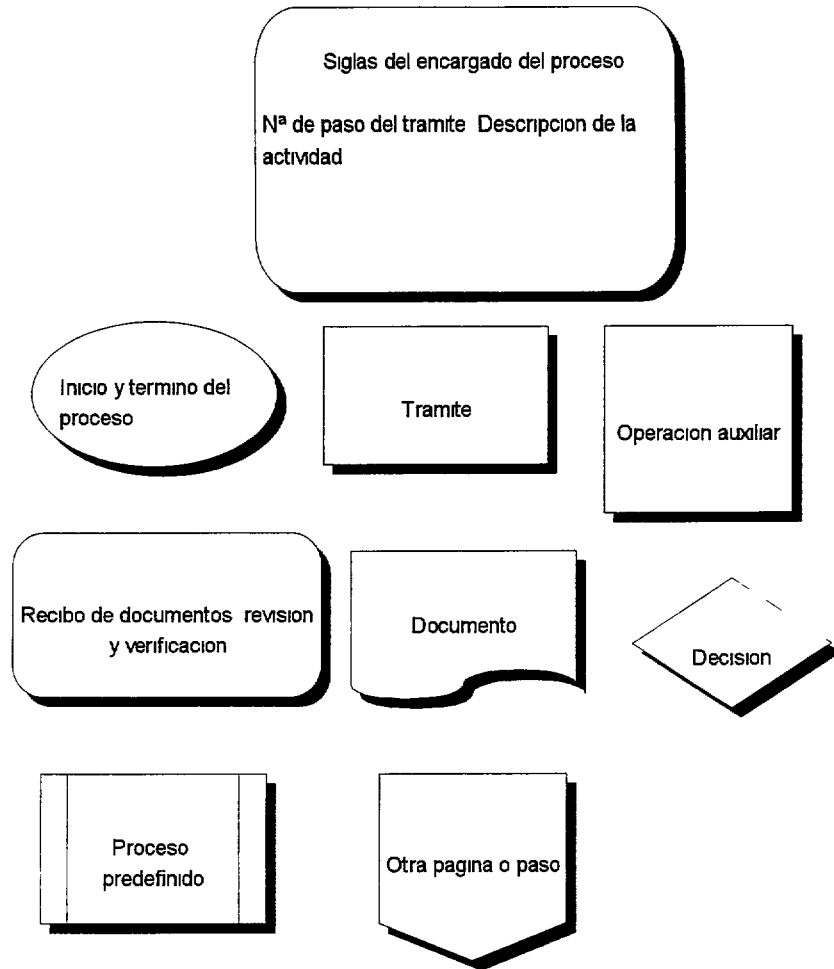 Siglas del encargado del proceso
Nª de paso del tramite Descripcion de la
actividad
Inicio y termino del
proceso
Tramite
Operacion auxiliar
Recibo de documentos revision
y verificacion
Documento
Decision
Proceso
predefinido
Otra pagina o paso